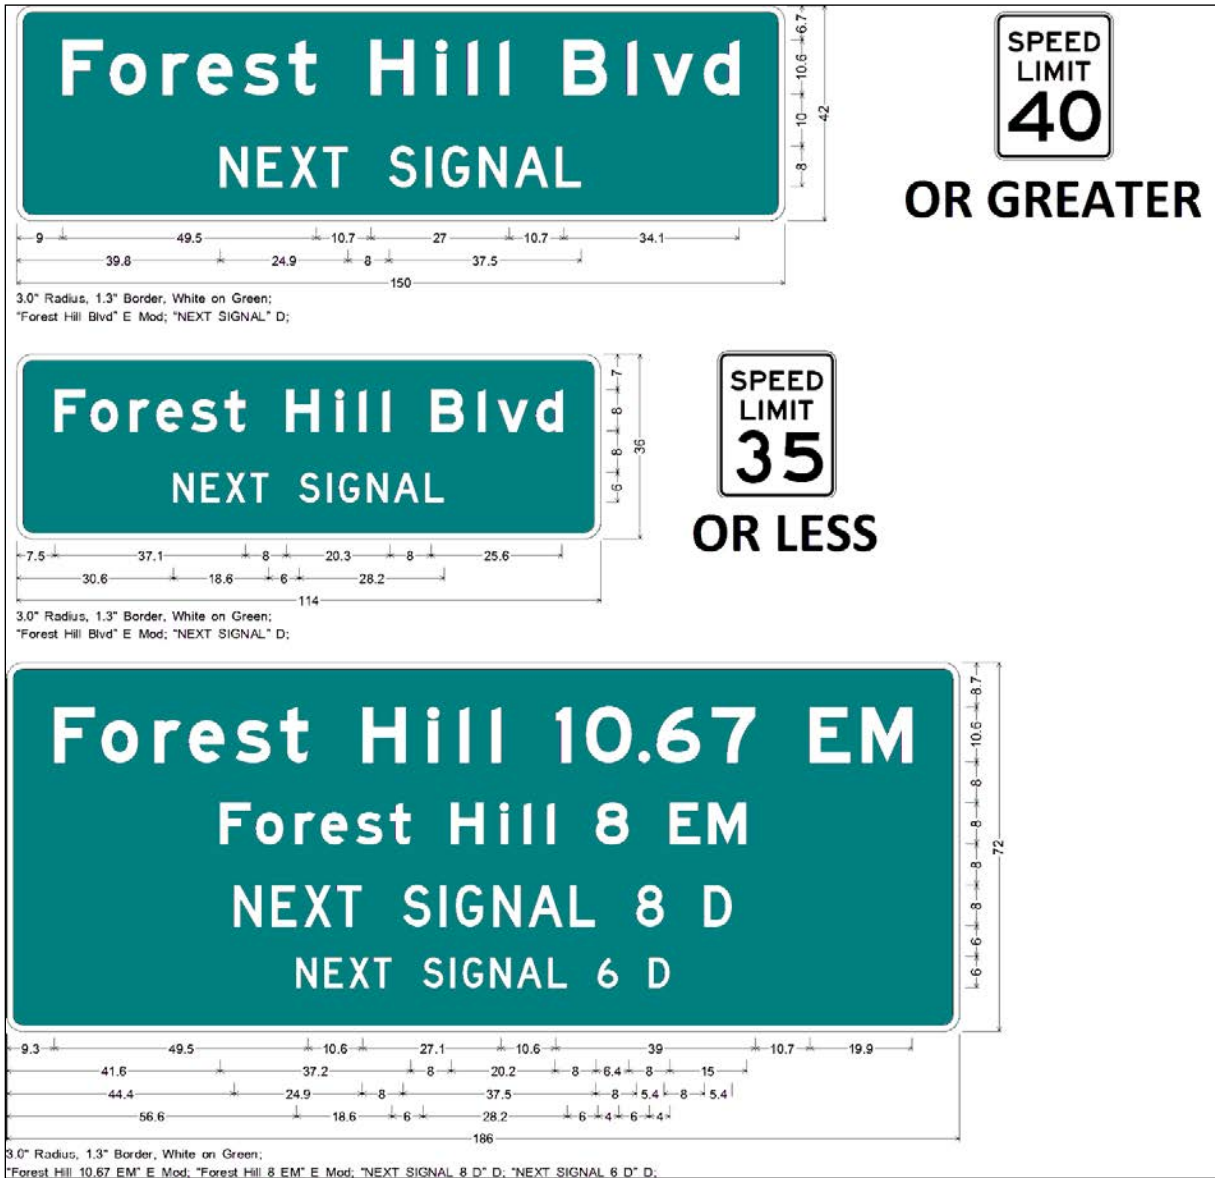 Forest Hill Blvd
NEXT SIGNAL
6.7
10.6
10
8
42
SPEED
LIMIT
40
OR GREATER
9 49.5 10.7 27 10.7 34.1
39.8 24.9 8 37.5
150
3.0" Radius, 1.3" Border, White on Green;
"Forest Hill Blvd" E Mod; "NEXT SIGNAL" D;
Forest Hill Blvd
NEXT SIGNAL
7
8
8
6
36
SPEED
LIMIT
35
OR LESS
7.5 37.1 8 20.3 8 25.6
30.6 18.6 6 28.2
114
3.0" Radius, 1.3" Border, White on Green;
"Forest Hill Blvd" E Mod; "NEXT SIGNAL" D;
Forest Hill 10.67 EM
Forest Hill 8 EM
NEXT SIGNAL 8 D
NEXT SIGNAL 6 D
8.7
10.6
8
8
8
8
6
6
72
9.3 49.5 10.6 27.1 10.6 39 10.7 19.9
41.6 37.2 8 20.2 8 6.4 8 15
44.4 24.9 8 37.5 8 5.4 8 5.4
56.6 18.6 6 28.2 6 4 6 4
186
3.0" Radius, 1.3" Border, White on Green;
"Forest Hill 10.67 EM" E Mod; "Forest Hill 8 EM" E Mod; "NEXT SIGNAL 8 D" D; "NEXT SIGNAL 6 D" D;